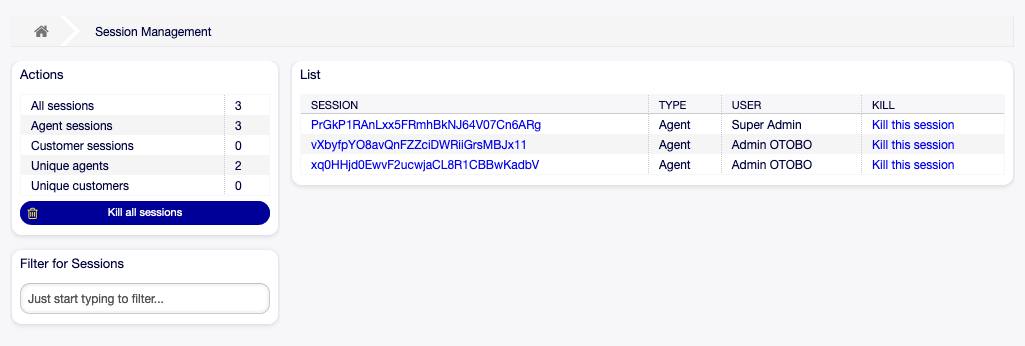 Session Management
Actions
All sessions 3
Agent sessions 3
Customer sessions 0
Unique agents 2
Unique customers 0
Kill all sessions
Filter for Sessions
Just start typing to filter...
List
SESSION TYPE USER KILL
PrGkP1RAnLxx5FRmhBkNJ64V07Cn6ARg Agent Super Admin Kill this session
vXbyfpYO8avQnFZZciDWRiiGrsMBJx11 Agent Admin OTOBO Kill this session
xq0HHjd0EwvF2ucwjaCL8R1CBBwKadbV Agent Admin OTOBO Kill this session